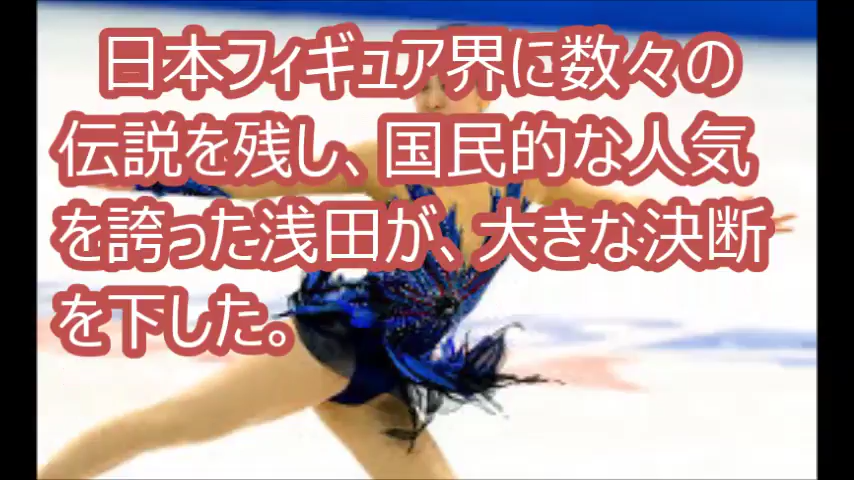 日本フィギュア界に数々の
伝説を残し、国民的な人気
を誇った浅田が、大きな決断
を下した。